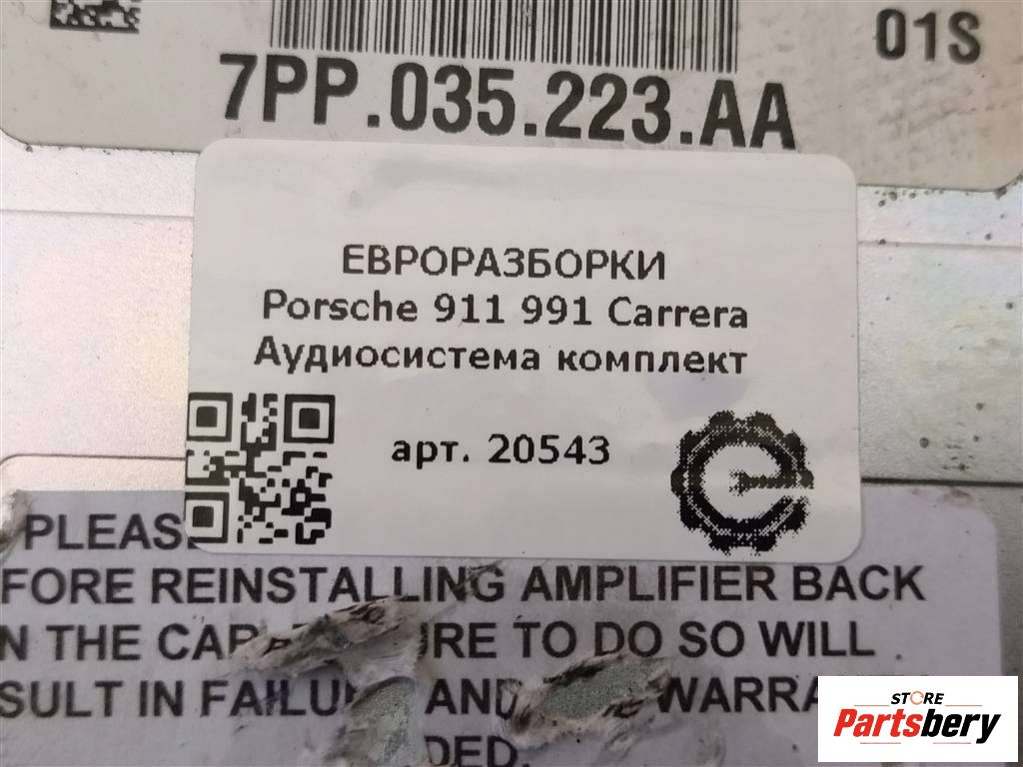 01S
7PP.035.223.AA
ЕВРОРАЗБОРКИ
Porsche 911 991 Carrera
Аудиосистема комплект
арт. 20543
PLEAS
FORE REINSTALLING AMPLIFIER BACK
N THE CAR URE TO DO SO WILL
SULT IN FAILU AND WARRA
DED.
STORE
Partsbery